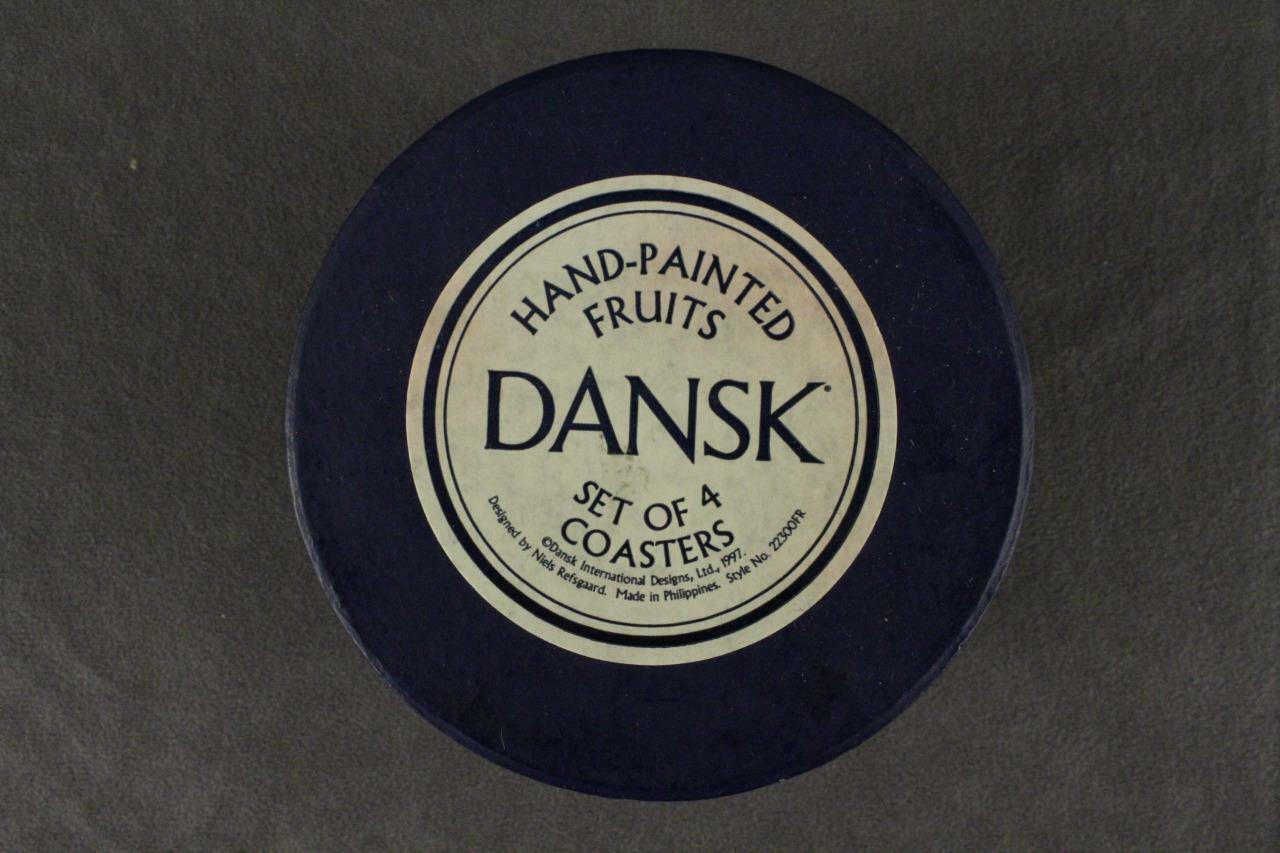 HAND-PAINTED
FRUITS
DANSK®
SET OF 4
COASTERS
©Dansk International Designs, Ltd., 1997.
Designed by Niels Refsgaard. Made in Philippines. Style No. 22300FR